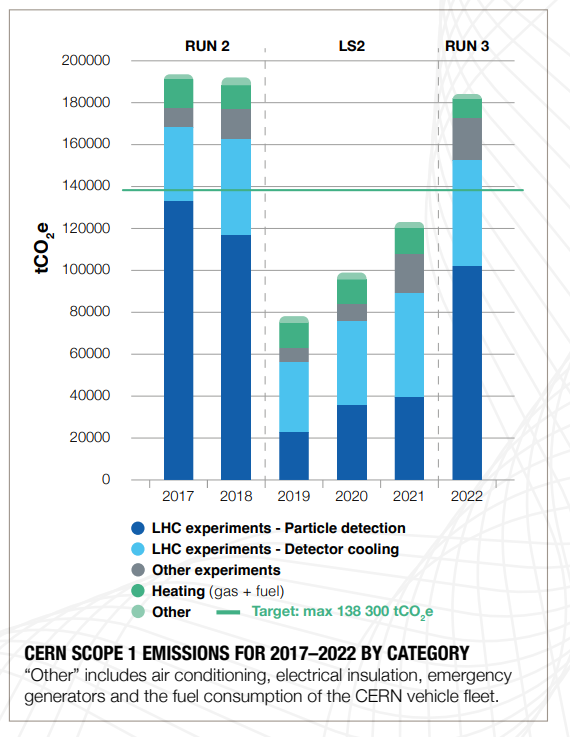 RUN 2 LS2 RUN 3
200000
180000
160000
140000
120000
100000
80000
60000
40000
20000
0
tCO₂e
2017 2018 2019 2020 2021 2022
LHC experiments - Particle detection
LHC experiments - Detector cooling
Other experiments
Heating (gas + fuel)
Other Target: max 138 300 tCO₂e
CERN SCOPE 1 EMISSIONS FOR 2017–2022 BY CATEGORY
“Other” includes air conditioning, electrical insulation, emergency
generators and the fuel consumption of the CERN vehicle fleet.